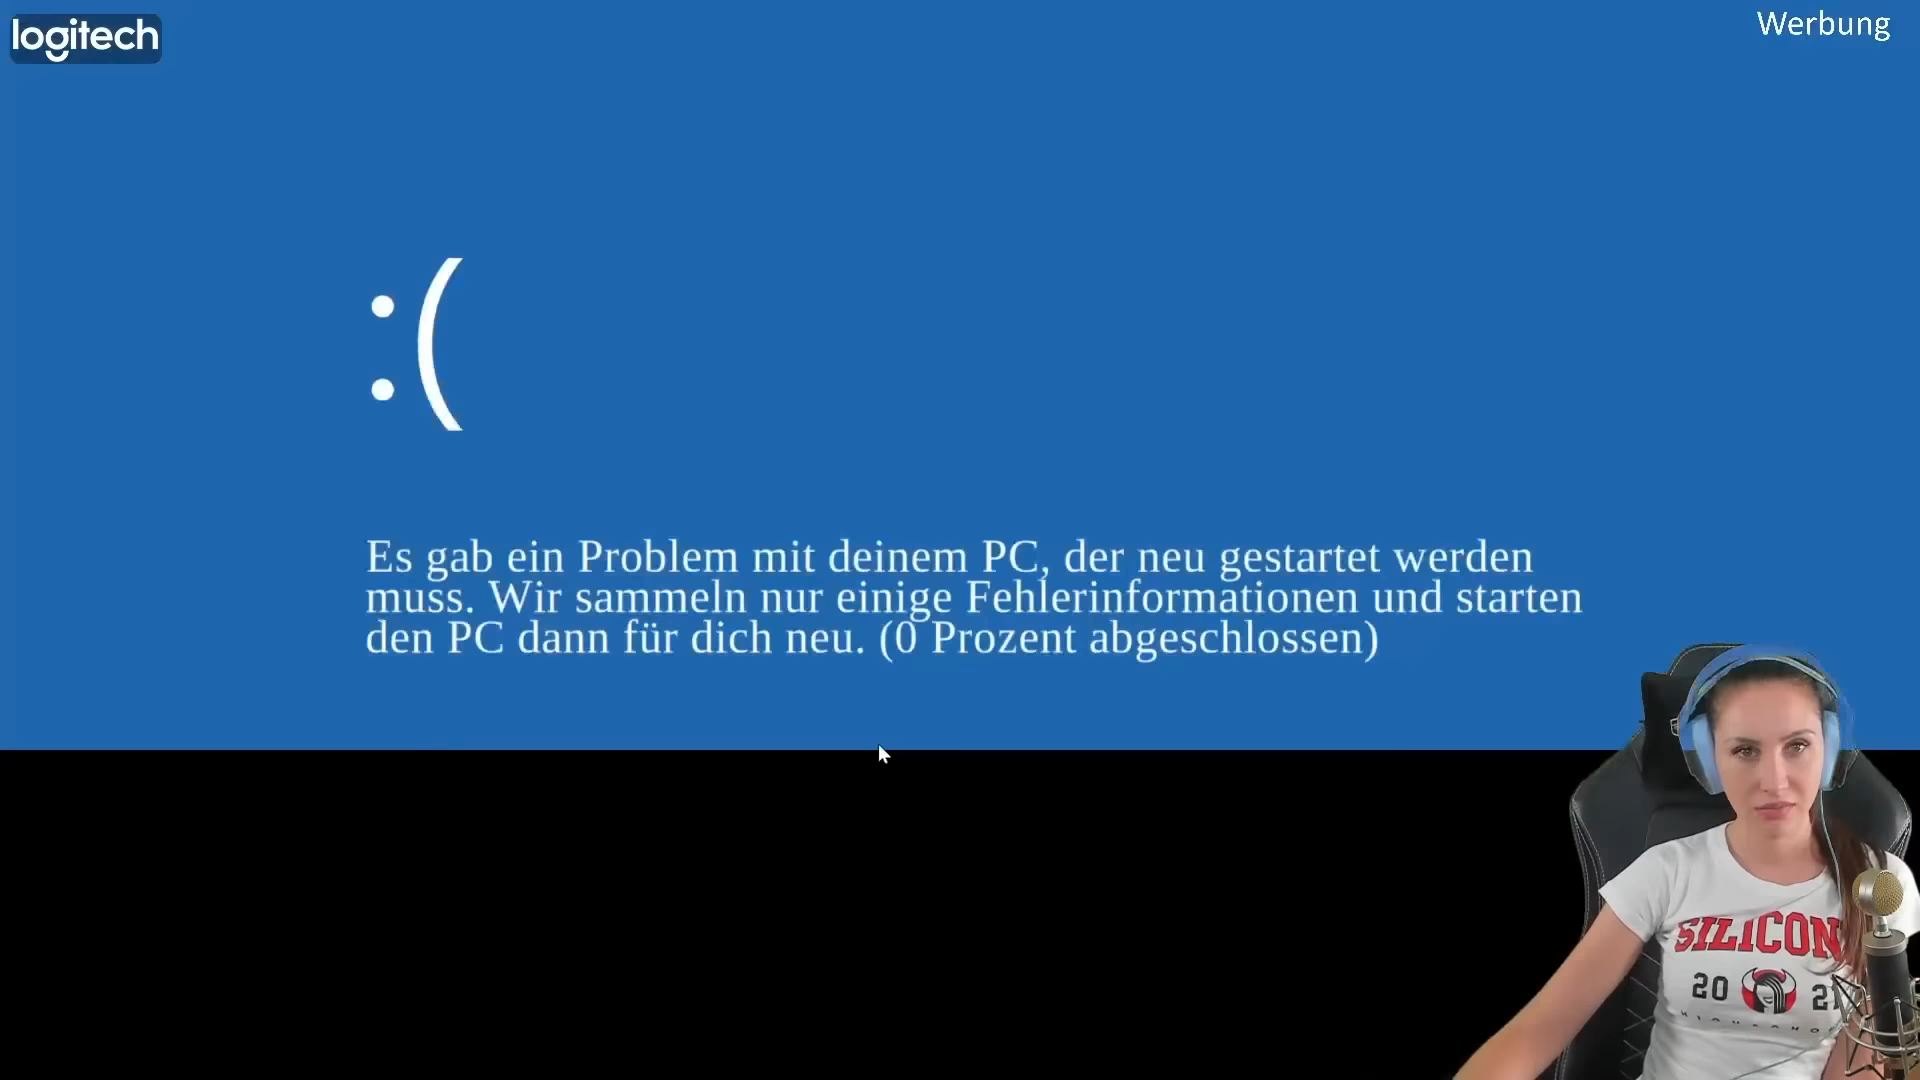 logitech
Werbung
:(
Es gab ein Problem mit deinem PC, der neu gestartet werden
muss. Wir sammeln nur einige Fehlerinformationen und starten
den PC dann für dich neu. (0 Prozent abgeschlossen)
SILICON
20 2